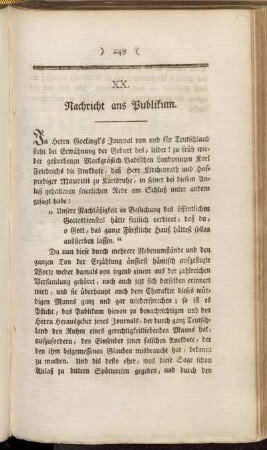 ) 249 (
XX.
Nachricht ans Publikum.
In Herrn Goekingk's Journal von und für Deutschland
steht bei Erwähnung der Geburt des, leider! zu früh wie-
der gestorbenen Markgräflich-Badischen Landprinzen Karl
Friedrichs die Anekdote, daß Herr Kirchenrath und Hof-
prediger Mauritii zu Karlsruhe, in seiner bei diesem An-
laß gehaltenen feierlichen Rede am Schluß unter andern
gesagt habe:
„ Unsere Nachläßigkeit in Besuchung des öffentlichen
„ Gottesdienstes hätte freilich verdient, daß du,
„ o Gott, das ganze Fürstliche Haus hättest sollen
„ aussterben lassen. “
Da nun diese durch mehrere Nebenumstände und den
ganzen Ton der Erzählung äusserst hämisch ausgefallnen
Worte weder damals von irgend einem aus der zahlreichen
Versamlung gehöret, noch auch jezt sich derselben erinnert
wird, und sie überhaupt auch dem Charakter dieses wür-
digen Manns ganz und gar wiedersprechen; so ist es
Pflicht, das Publikum hievon zu benachrichtigen und den
Herrn Herausgeber jenes Journals, der durch ganz Teutsch-
land den Ruhm eines gerechtigkeitliebenden Manns hat,
aufzufordern, den Einsender jener falschen Anekdote, der
den ihm beigemessenen Glauben misbraucht hat, bekannt
zu machen. Und dis desto eher, weil diese Sage schon
Anlaß zu bittern Spöttereien gegeben, und durch den